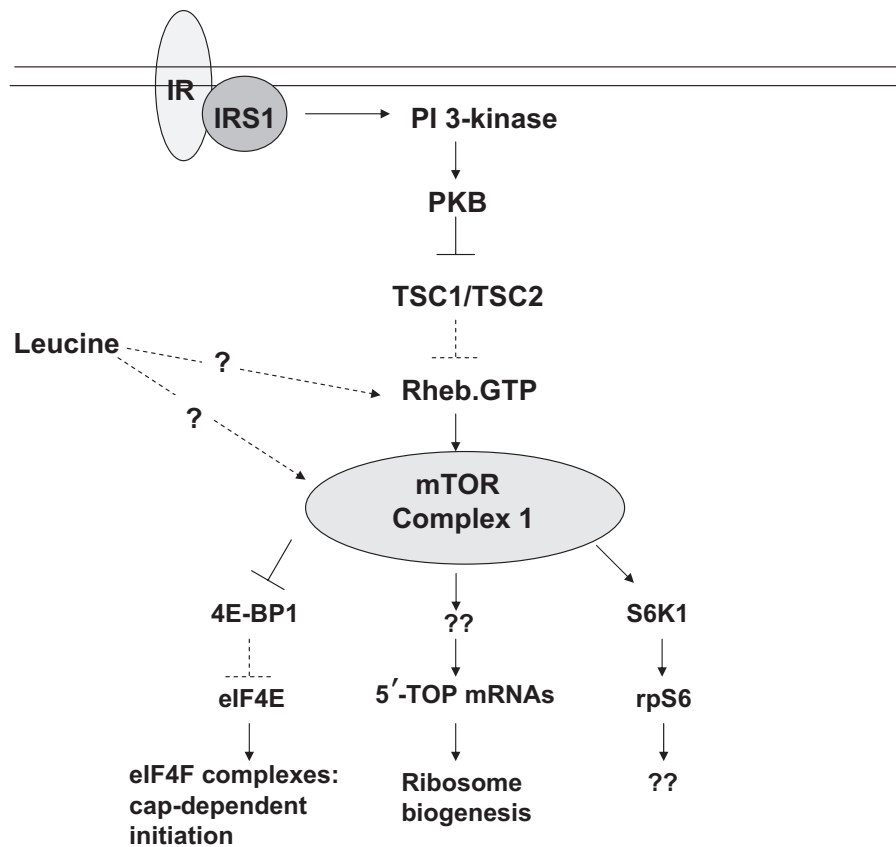 IR
IRS1
PI 3-kinase
PKB
TSC1/TSC2
Leucine
?
Rheb.GTP
?
mTOR
Complex 1
4E-BP1
??
S6K1
eIF4E
5′-TOP mRNAs
rpS6
eIF4F complexes:
cap-dependent
initiation
Ribosome
biogenesis
??